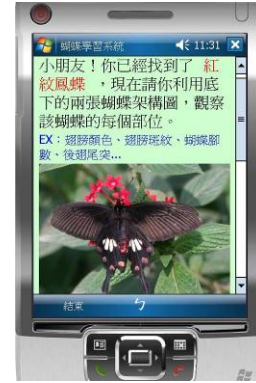 蝴蝶學習系統 11:31
小朋友！你已經找到了 紅
紋鳳蝶 ，現在請你利用底
下的兩張蝴蝶架構圖，觀察
該蝴蝶的每個部位。
EX：翅膀顏色、翅膀斑紋、蝴蝶腳
數、後翅尾突...
結束 ㄅ